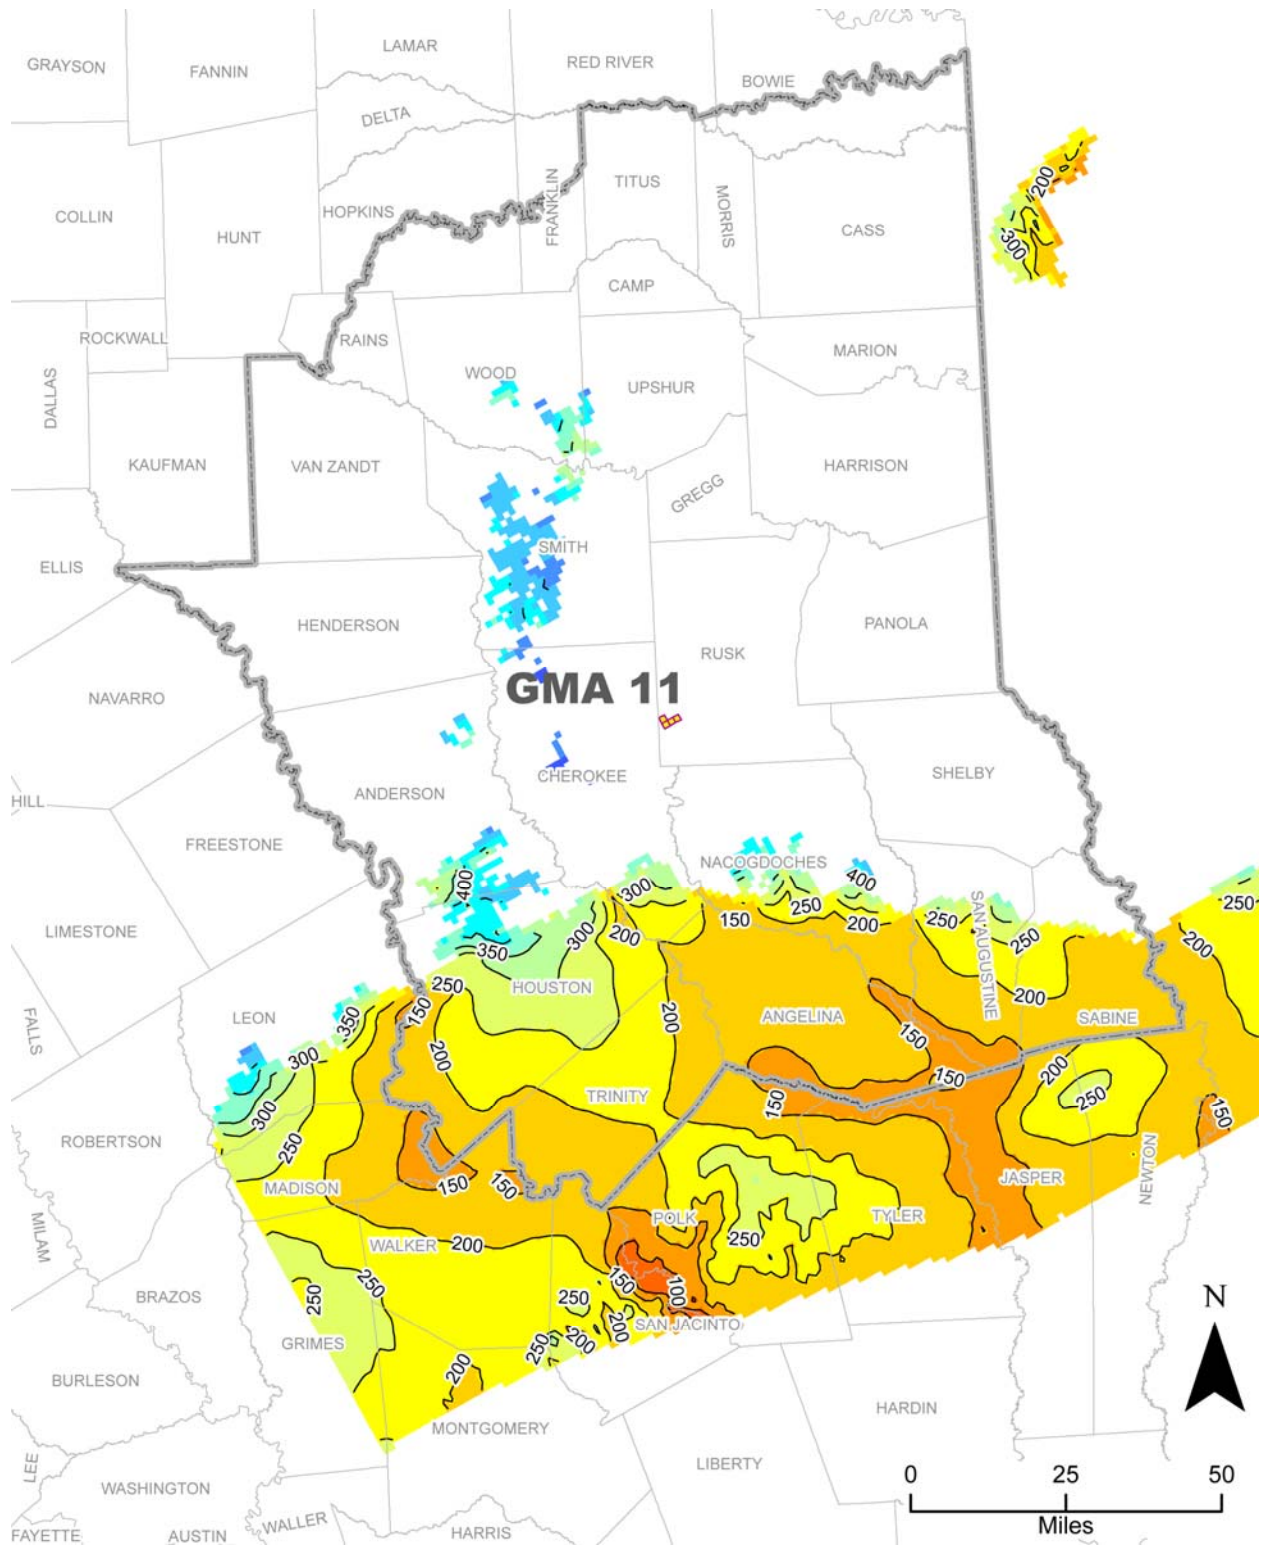 LAMAR
GRAYSON
FANNIN
RED RIVER
BOWIE
DELTA
TITUS
FRANKLIN
MORRIS
HOPKINS
COLLIN
HUNT
CASS
200
300
CAMP
ROCKWALL
RAINS
MARION
WOOD
UPSHUR
DALLAS
KAUFMAN
VAN ZANDT
HARRISON
GREGG
SMITH
ELLIS
HENDERSON
PANOLA
RUSK
NAVARRO
GMA 11
CHEROKEE
SHELBY
ANDERSON
HILL
FREESTONE
NACOGDOCHES
400
300
400
250
200
150
250
250
SAN AUGUSTINE
250
LIMESTONE
300
200
350
200
250
HOUSTON
200
FALLS
LEON
350
150
200
ANGELINA
SABINE
150
300
200
200
150
250
TRINITY
150
300
150
ROBERTSON
250
MADISON
150
150
JASPER
NEWTON
MILAM
POLK
TYLER
WALKER
200
250
250
BRAZOS
250
150
100
250
SAN JACINTO
GRIMES
250
200
200
200
N
BURLESON
MONTGOMERY
HARDIN
LEE
LIBERTY
WASHINGTON
0
25
50
Miles
FAYETTE
AUSTIN
WALLER
HARRIS